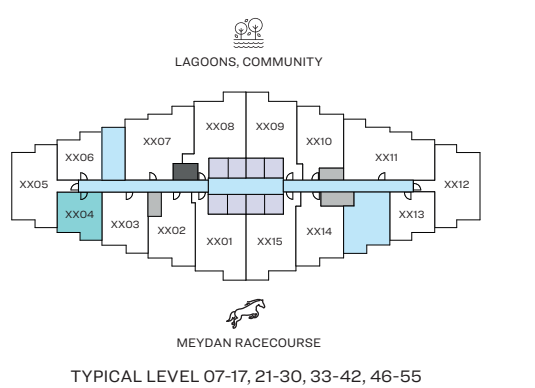 LAGOONS, COMMUNITY
XX08 XX09
XX07 XX10
XX06 XX11
XX05 XX12
XX04 XX13
XX03 XX02 XX14
XX01 XX15
MEYDAN RACECOURSE
TYPICAL LEVEL 07-17, 21-30, 33-42, 46-55